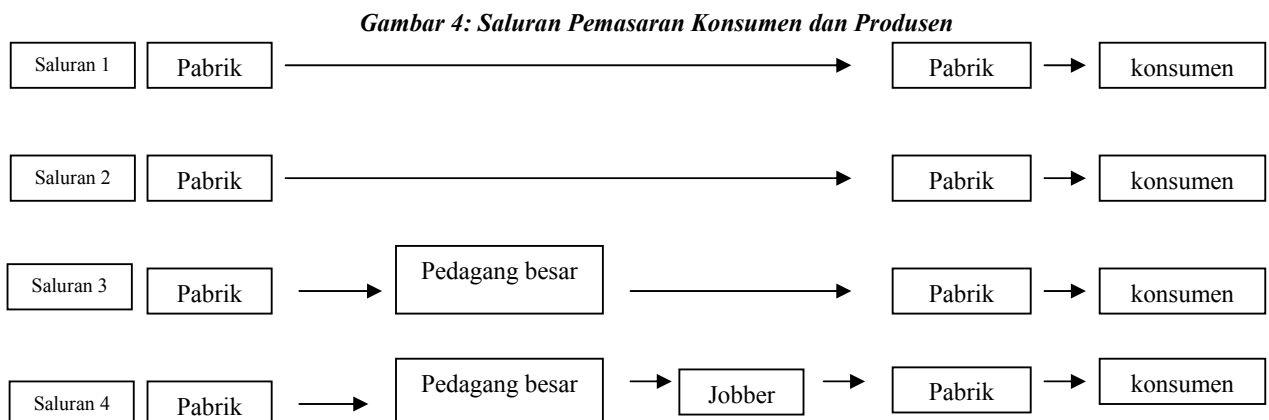 Gambar 4: Saluran Pemasaran Konsumen dan Produsen
Saluran 1 Pabrik Pabrik konsumen
Saluran 2 Pabrik Pabrik konsumen
Saluran 3 Pabrik Pedagang besar Pabrik konsumen
Saluran 4 Pabrik Pedagang besar Jobber Pabrik konsumen